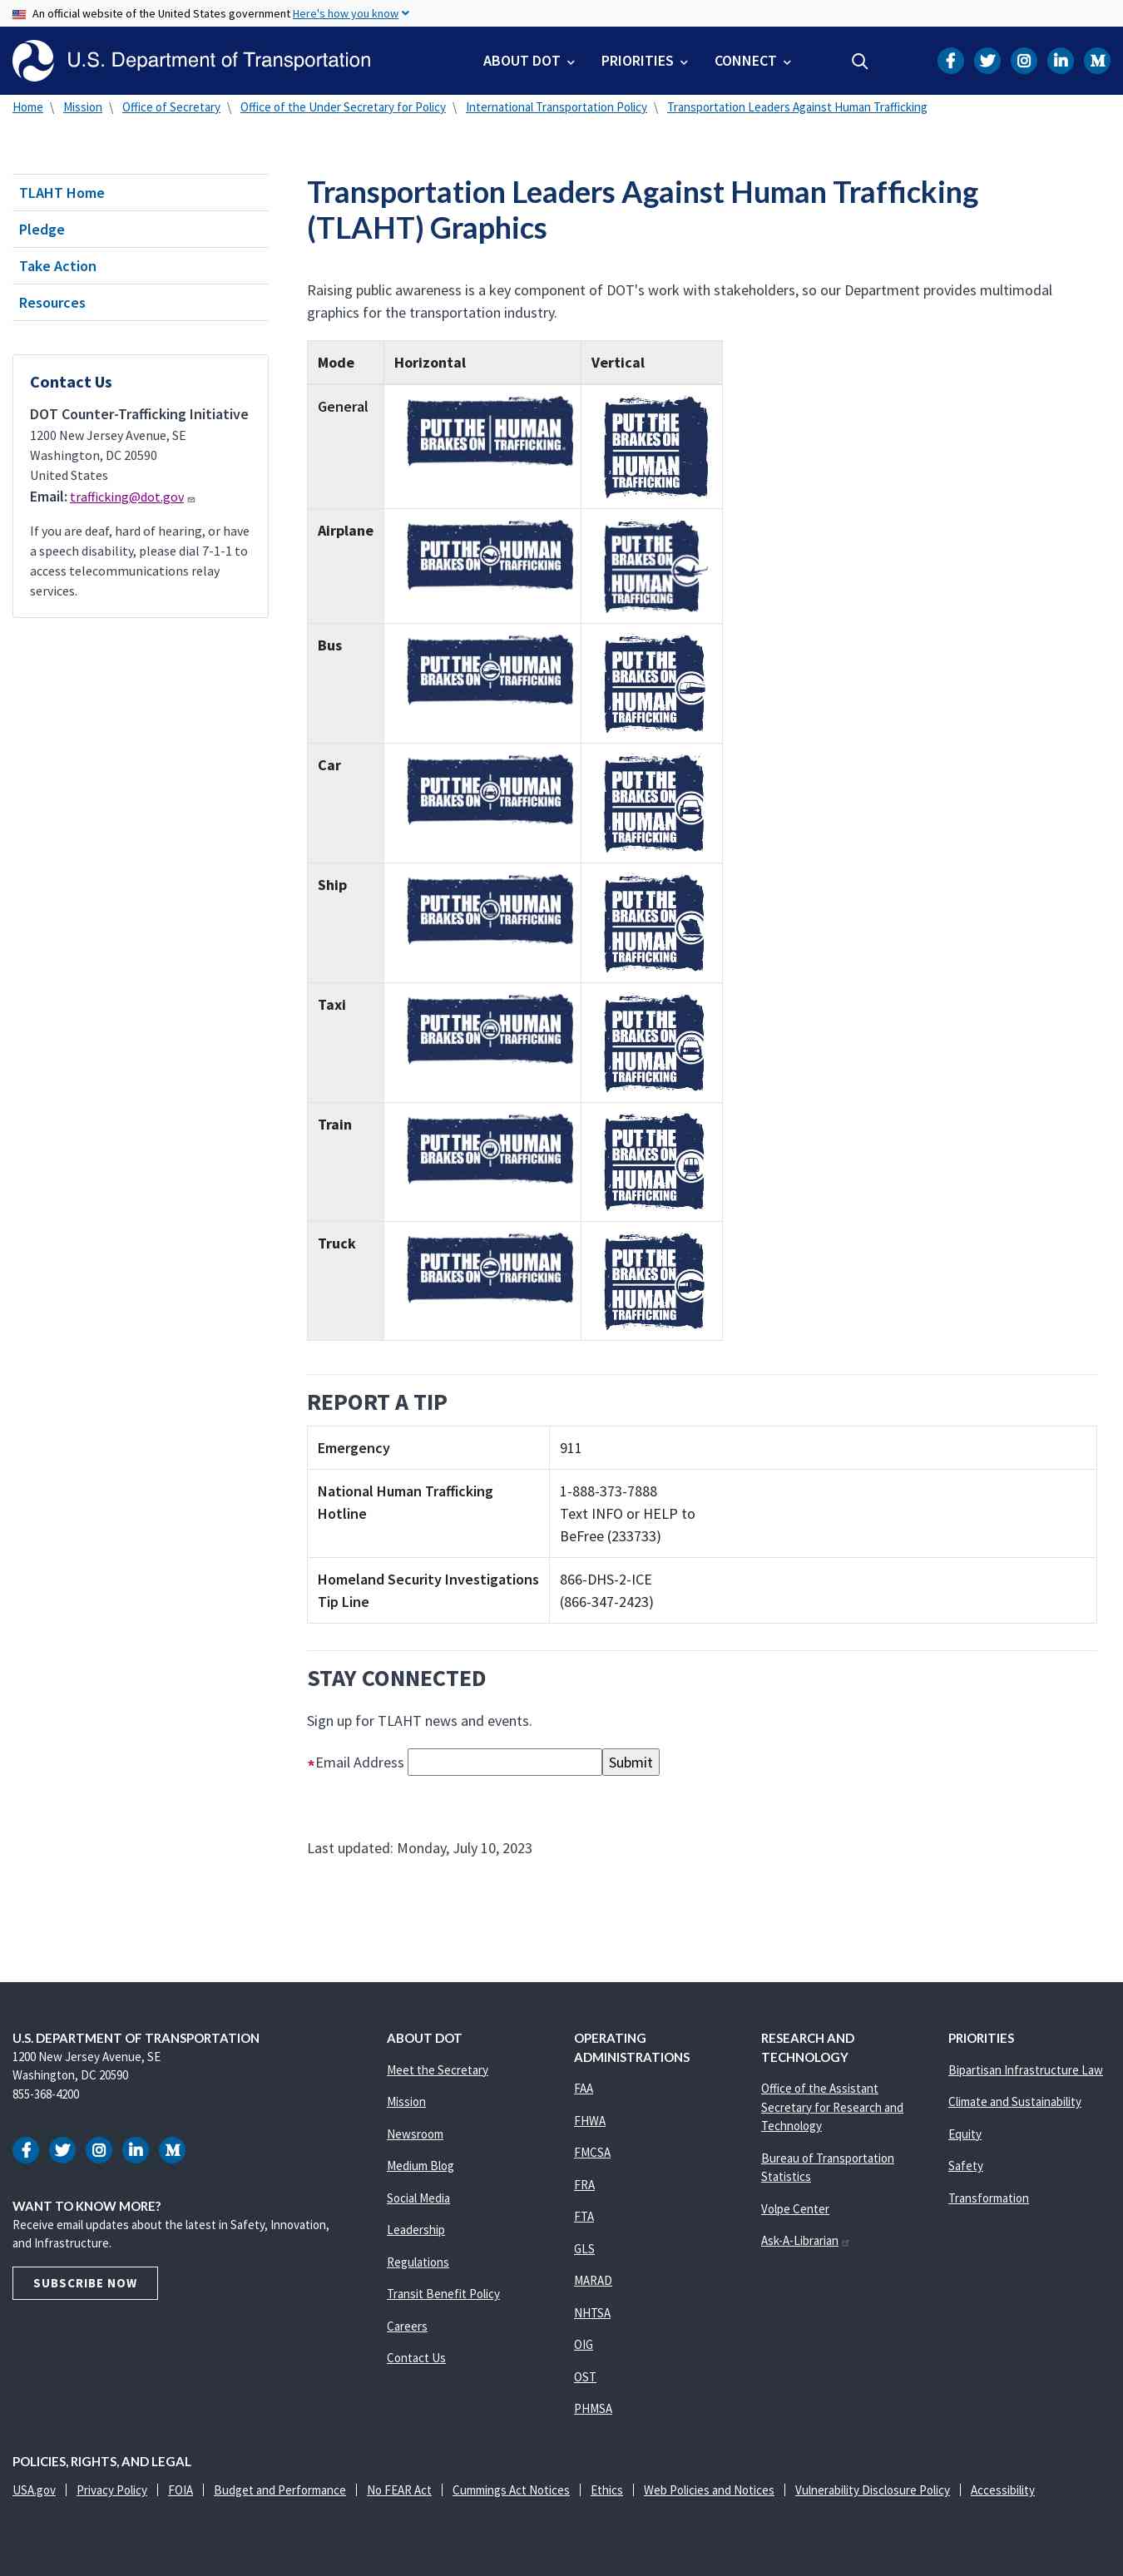 An official website of the United States government Here's how you know
U.S. Department of Transportation
ABOUT DOT
PRIORITIES
CONNECT
Home \ Mission \ Office of Secretary \ Office of the Under Secretary for Policy \ International Transportation Policy \ Transportation Leaders Against Human Trafficking
TLAHT Home
Pledge
Take Action
Resources
Contact Us
DOT Counter-Trafficking Initiative
1200 New Jersey Avenue, SE
Washington, DC 20590
United States
Email: trafficking@dot.gov
If you are deaf, hard of hearing, or have
a speech disability, please dial 7-1-1 to
access telecommunications relay
services.
Transportation Leaders Against Human Trafficking
(TLAHT) Graphics
Raising public awareness is a key component of DOT's work with stakeholders, so our Department provides multimodal
graphics for the transportation industry.
Mode Horizontal Vertical
General
PUT THE HUMAN
BRAKES ON TRAFFICKING
PUT THE
BRAKES ON
HUMAN
TRAFFICKING
Airplane
PUT THE HUMAN
BRAKES ON TRAFFICKING
PUT THE
BRAKES ON
HUMAN
TRAFFICKING
Bus
PUT THE HUMAN
BRAKES ON TRAFFICKING
PUT THE
BRAKES ON
HUMAN
TRAFFICKING
Car
PUT THE HUMAN
BRAKES ON TRAFFICKING
PUT THE
BRAKES ON
HUMAN
TRAFFICKING
Ship
PUT THE HUMAN
BRAKES ON TRAFFICKING
PUT THE
BRAKES ON
HUMAN
TRAFFICKING
Taxi
PUT THE HUMAN
BRAKES ON TRAFFICKING
PUT THE
BRAKES ON
HUMAN
TRAFFICKING
Train
PUT THE HUMAN
BRAKES ON TRAFFICKING
PUT THE
BRAKES ON
HUMAN
TRAFFICKING
Truck
PUT THE HUMAN
BRAKES ON TRAFFICKING
PUT THE
BRAKES ON
HUMAN
TRAFFICKING
REPORT A TIP
Emergency 911
National Human Trafficking
Hotline
1-888-373-7888
Text INFO or HELP to
BeFree (233733)
Homeland Security Investigations
Tip Line
866-DHS-2-ICE
(866-347-2423)
STAY CONNECTED
Sign up for TLAHT news and events.
*Email Address Submit
Last updated: Monday, July 10, 2023
U.S. DEPARTMENT OF TRANSPORTATION
1200 New Jersey Avenue, SE
Washington, DC 20590
855-368-4200
WANT TO KNOW MORE?
Receive email updates about the latest in Safety, Innovation,
and Infrastructure.
SUBSCRIBE NOW
ABOUT DOT
Meet the Secretary
Mission
Newsroom
Medium Blog
Social Media
Leadership
Regulations
Transit Benefit Policy
Careers
Contact Us
OPERATING
ADMINISTRATIONS
FAA
FHWA
FMCSA
FRA
FTA
GLS
MARAD
NHTSA
OIG
OST
PHMSA
RESEARCH AND
TECHNOLOGY
Office of the Assistant
Secretary for Research and
Technology
Bureau of Transportation
Statistics
Volpe Center
Ask-A-Librarian
PRIORITIES
Bipartisan Infrastructure Law
Climate and Sustainability
Equity
Safety
Transformation
POLICIES, RIGHTS, AND LEGAL
USA.gov | Privacy Policy | FOIA | Budget and Performance | No FEAR Act | Cummings Act Notices | Ethics | Web Policies and Notices | Vulnerability Disclosure Policy | Accessibility